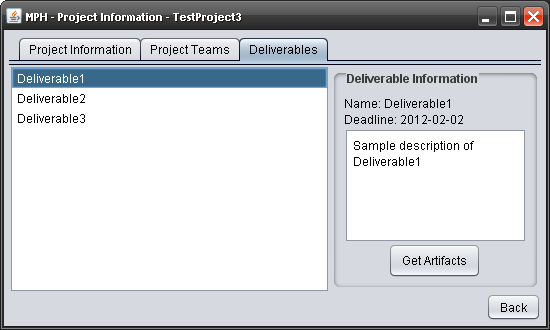 MPH - Project Information - TestProject3
Project Information Project Teams Deliverables
Deliverable1
Deliverable2
Deliverable3
Deliverable Information
Name: Deliverable1
Deadline: 2012-02-02
Sample description of
Deliverable1
Get Artifacts
Back